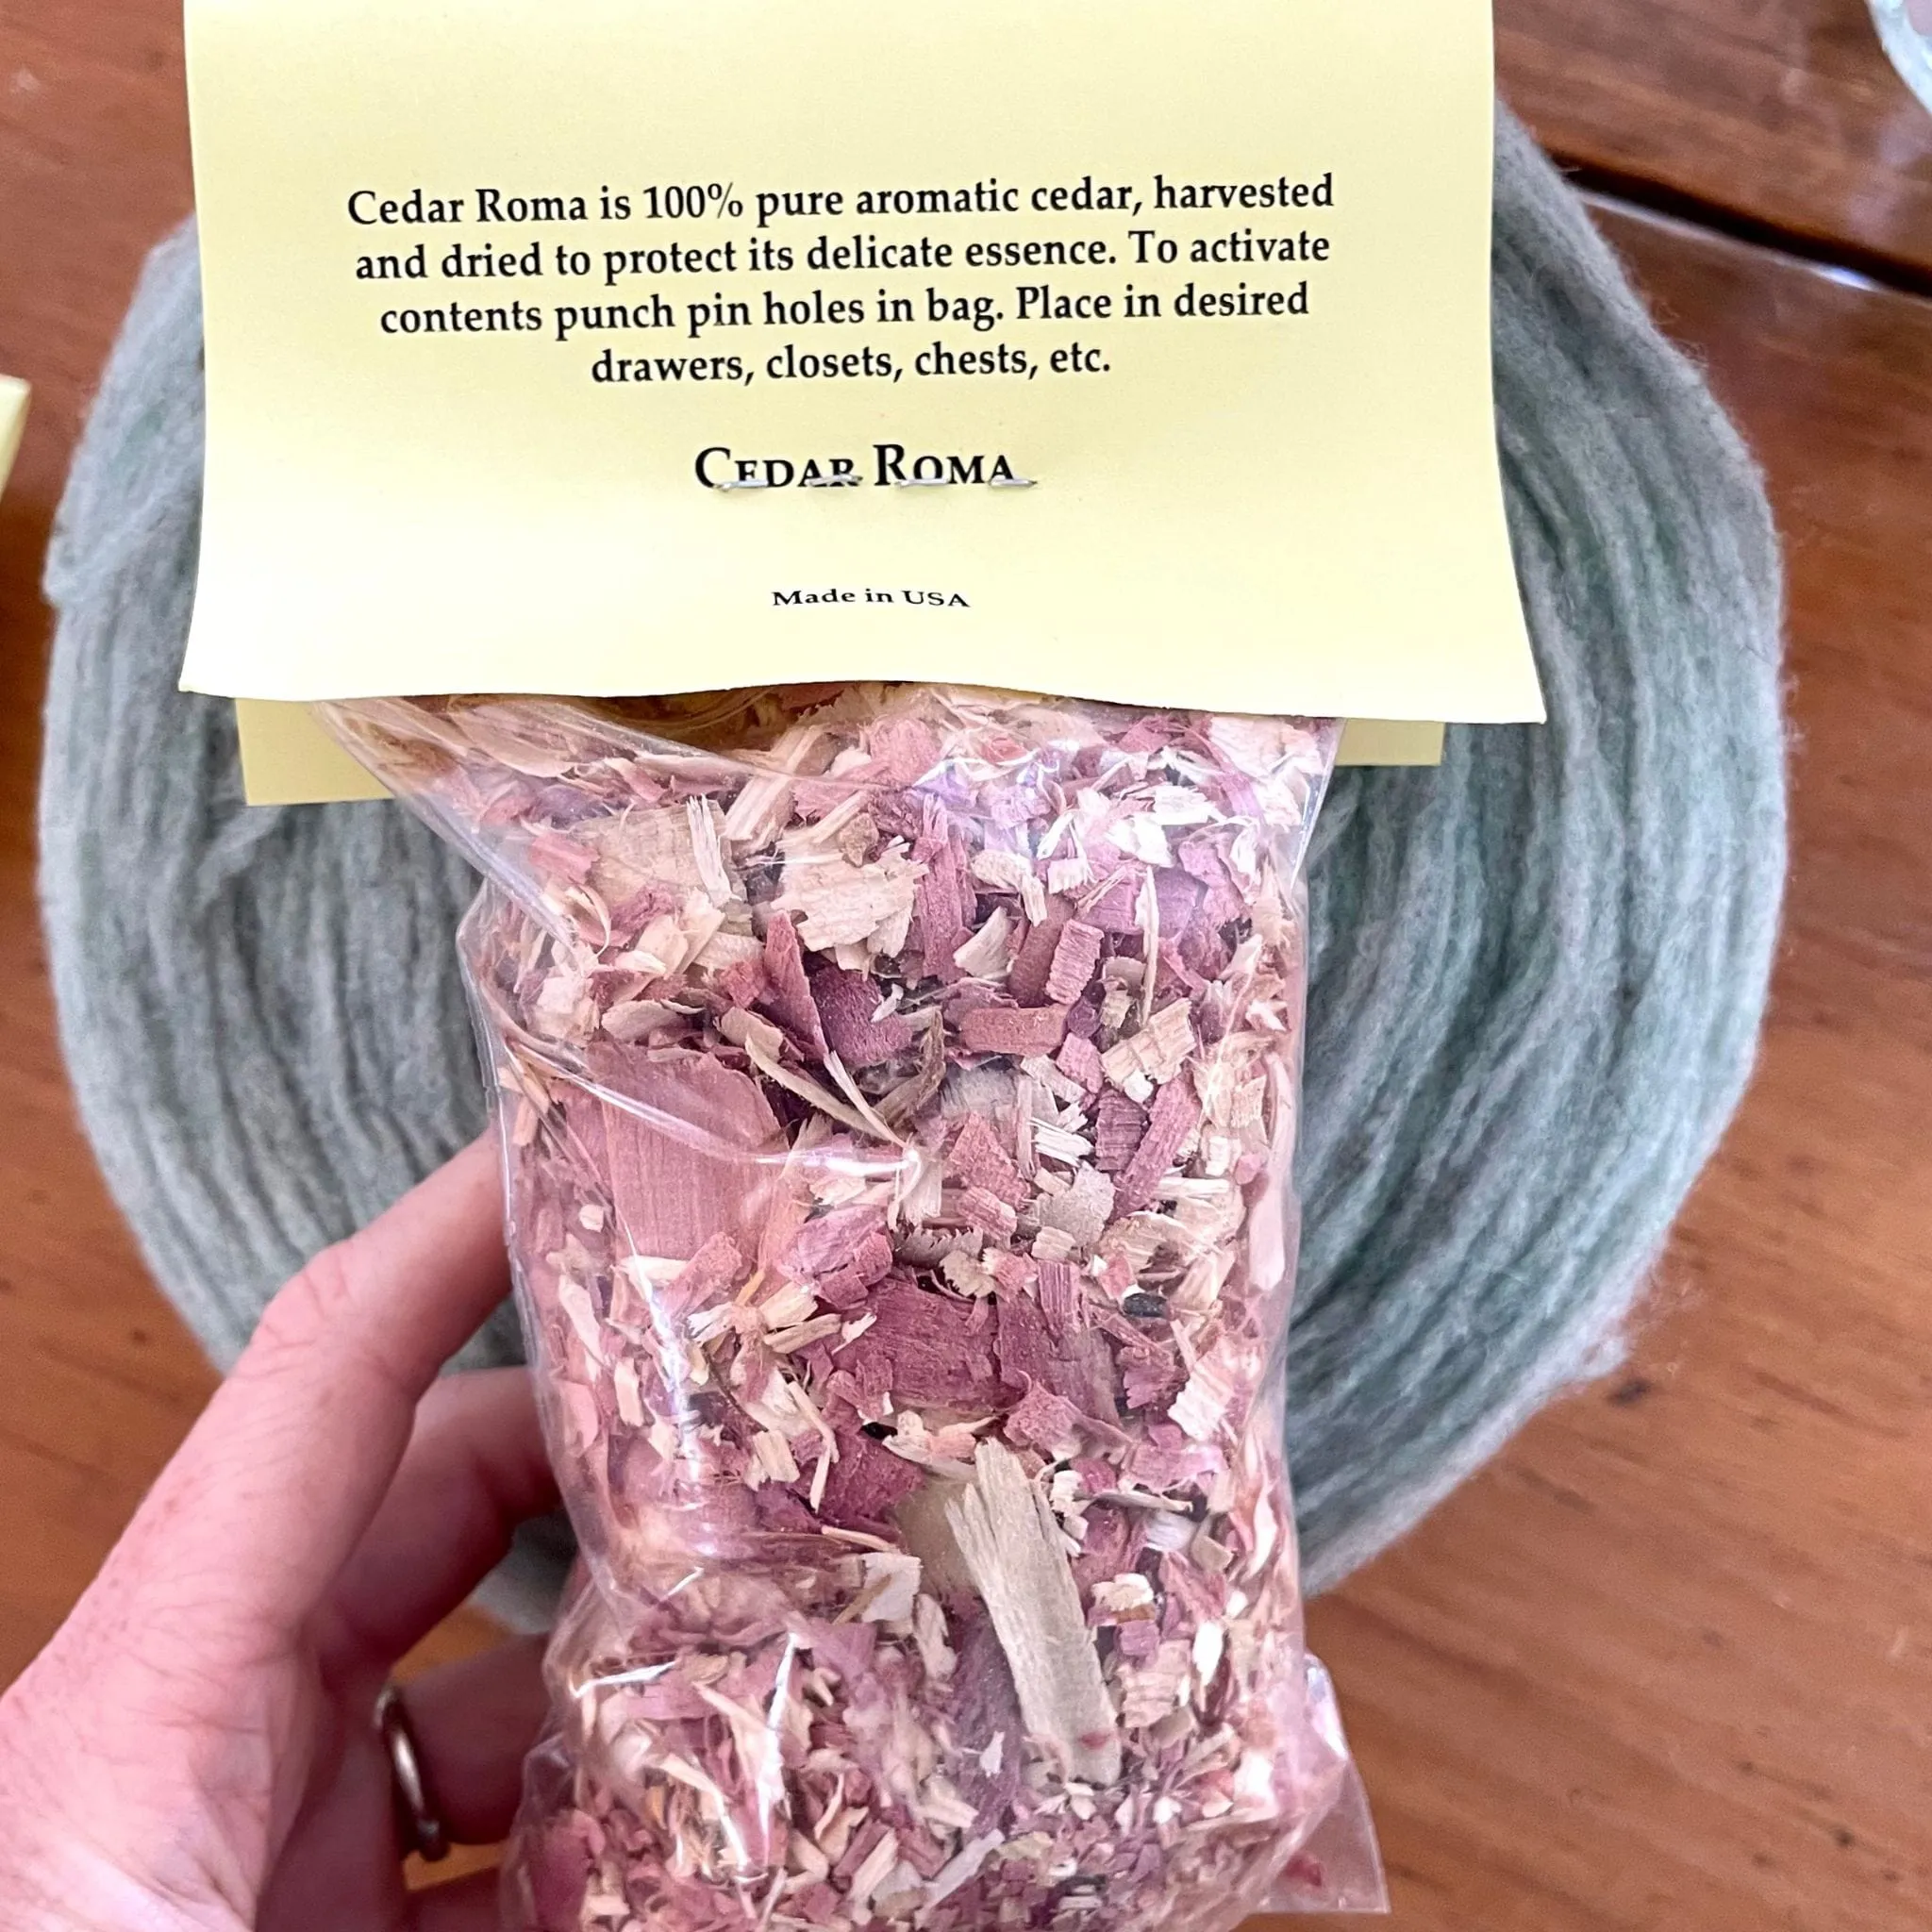 Cedar Roma is 100% pure aromatic cedar, harvested
and dried to protect its delicate essence. To activate
contents punch pin holes in bag. Place in desired
drawers, closets, chests, etc.
CEDAR ROMA
Made in USA